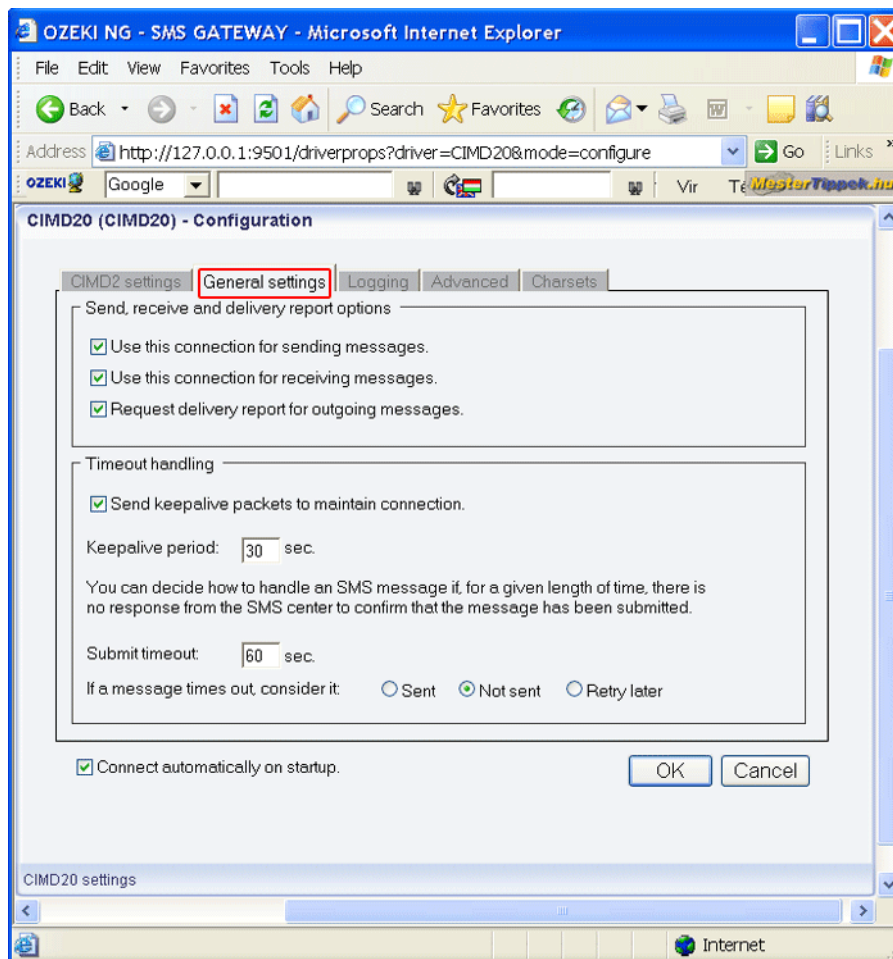 OZEKI NG - SMS GATEWAY - Microsoft Internet Explorer
File Edit View Favorites Tools Help
Back Search Favorites
Address http://127.0.0.1:9501/driverprops?driver=CIMD20&mode=configure Go Links »
OZEKI Google Vir Té MesterTippek.hu
CIMD20 (CIMD20) - Configuration
CIMD2 settings General settings Logging Advanced Charsets
Send, receive and delivery report options
Use this connection for sending messages.
Use this connection for receiving messages.
Request delivery report for outgoing messages.
Timeout handling
Send keepalive packets to maintain connection.
Keepalive period: 30 sec.
You can decide how to handle an SMS message if, for a given length of time, there is
no response from the SMS center to confirm that the message has been submitted.
Submit timeout: 60 sec.
If a message times out, consider it: Sent Not sent Retry later
Connect automatically on startup. OK Cancel
CIMD20 settings
Internet